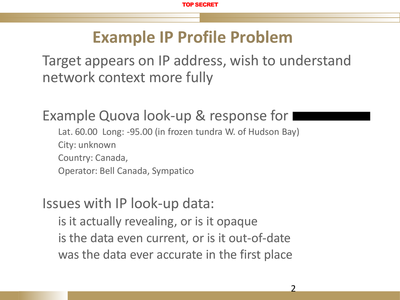 TOP SECRET
Example IP Profile Problem
Target appears on IP address, wish to understand
network context more fully
Example Quova look-up & response for
Lat. 60.00 Long: -95.00 (in frozen tundra W. of Hudson Bay)
City: unknown
Country: Canada,
Operator: Bell Canada, Sympatico
Issues with IP look-up data:
is it actually revealing, or is it opaque
is the data even current, or is it out-of-date
was the data ever accurate in the first place
2